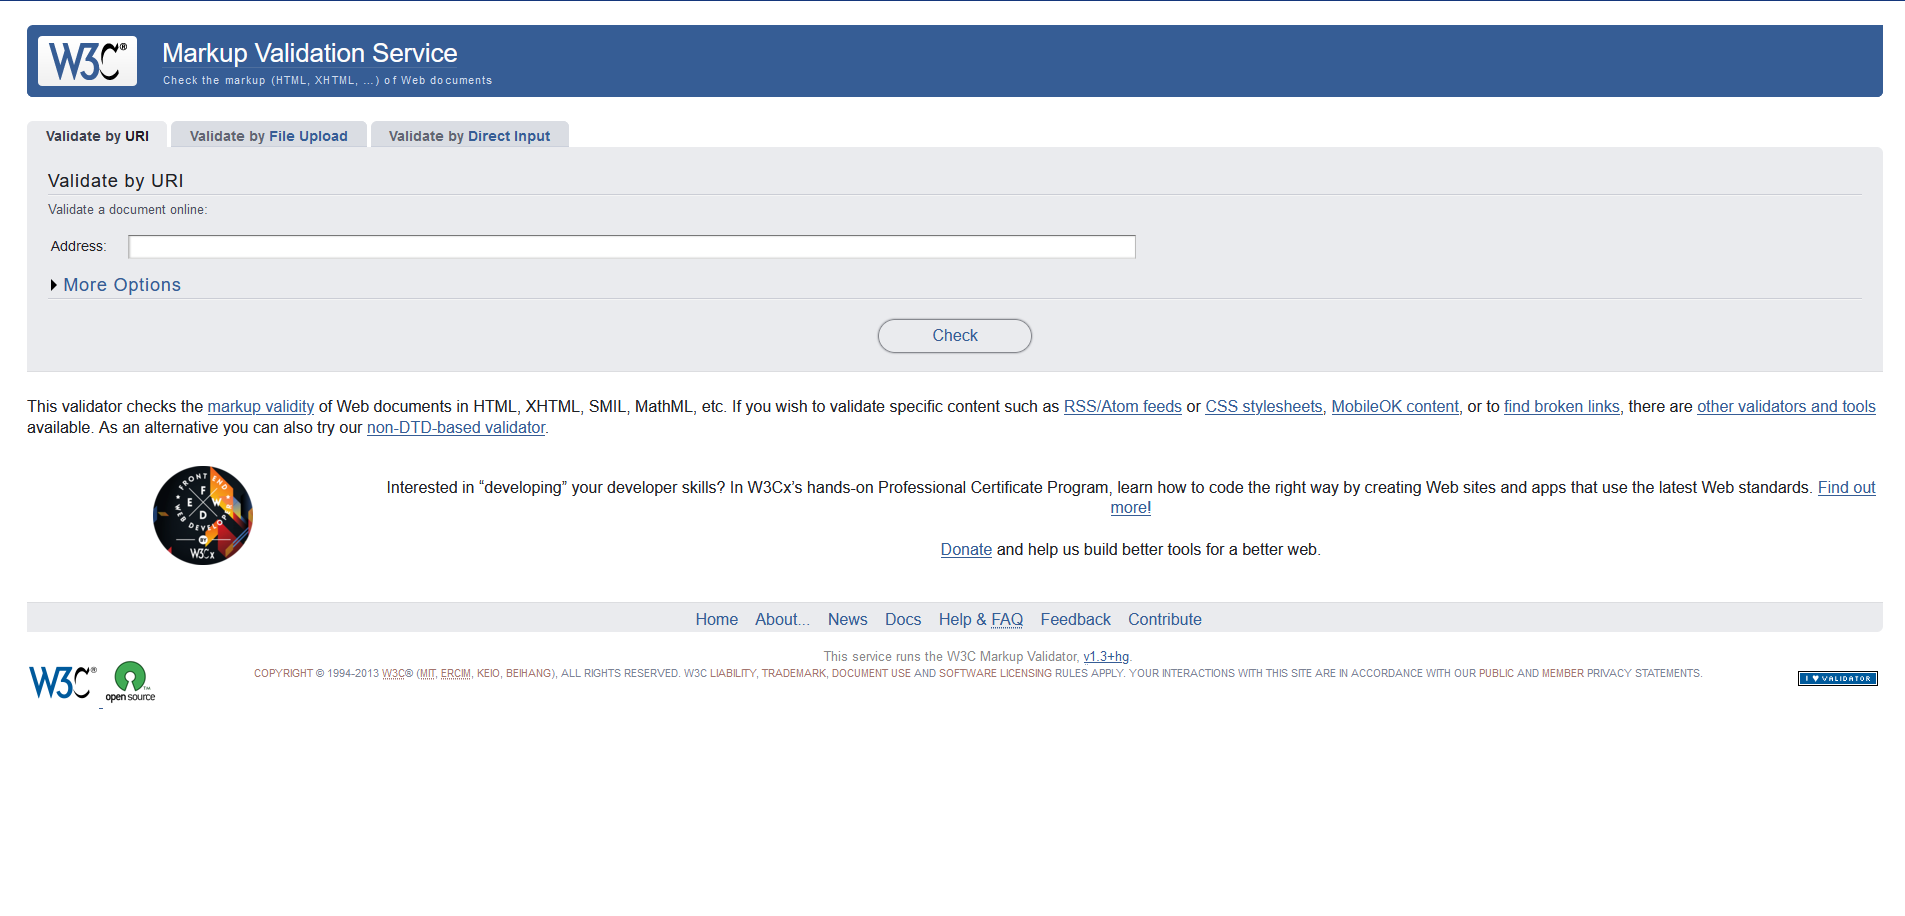 W3C®
Markup Validation Service
Check the markup (HTML, XHTML, …) of Web documents
Validate by URI
Validate by File Upload
Validate by Direct Input
Validate by URI
Validate a document online:
Address:
More Options
Check
This validator checks the markup validity of Web documents in HTML, XHTML, SMIL, MathML, etc. If you wish to validate specific content such as RSS/Atom feeds or CSS stylesheets, MobileOK content, or to find broken links, there are other validators and tools
available. As an alternative you can also try our non-DTD-based validator.
FRONT END
F
E W
D
WEB DEVELOPER
BY
W3Cx
Interested in “developing” your developer skills? In W3Cx’s hands-on Professional Certificate Program, learn how to code the right way by creating Web sites and apps that use the latest Web standards. Find out
more!
Donate and help us build better tools for a better web.
Home About... News Docs Help & FAQ Feedback Contribute
W3C®
open source™
This service runs the W3C Markup Validator, v1.3+hg.
COPYRIGHT © 1994-2013 W3C® (MIT, ERCIM, KEIO, BEIHANG), ALL RIGHTS RESERVED. W3C LIABILITY, TRADEMARK, DOCUMENT USE AND SOFTWARE LICENSING RULES APPLY. YOUR INTERACTIONS WITH THIS SITE ARE IN ACCORDANCE WITH OUR PUBLIC AND MEMBER PRIVACY STATEMENTS.
I ♥ VALIDATOR